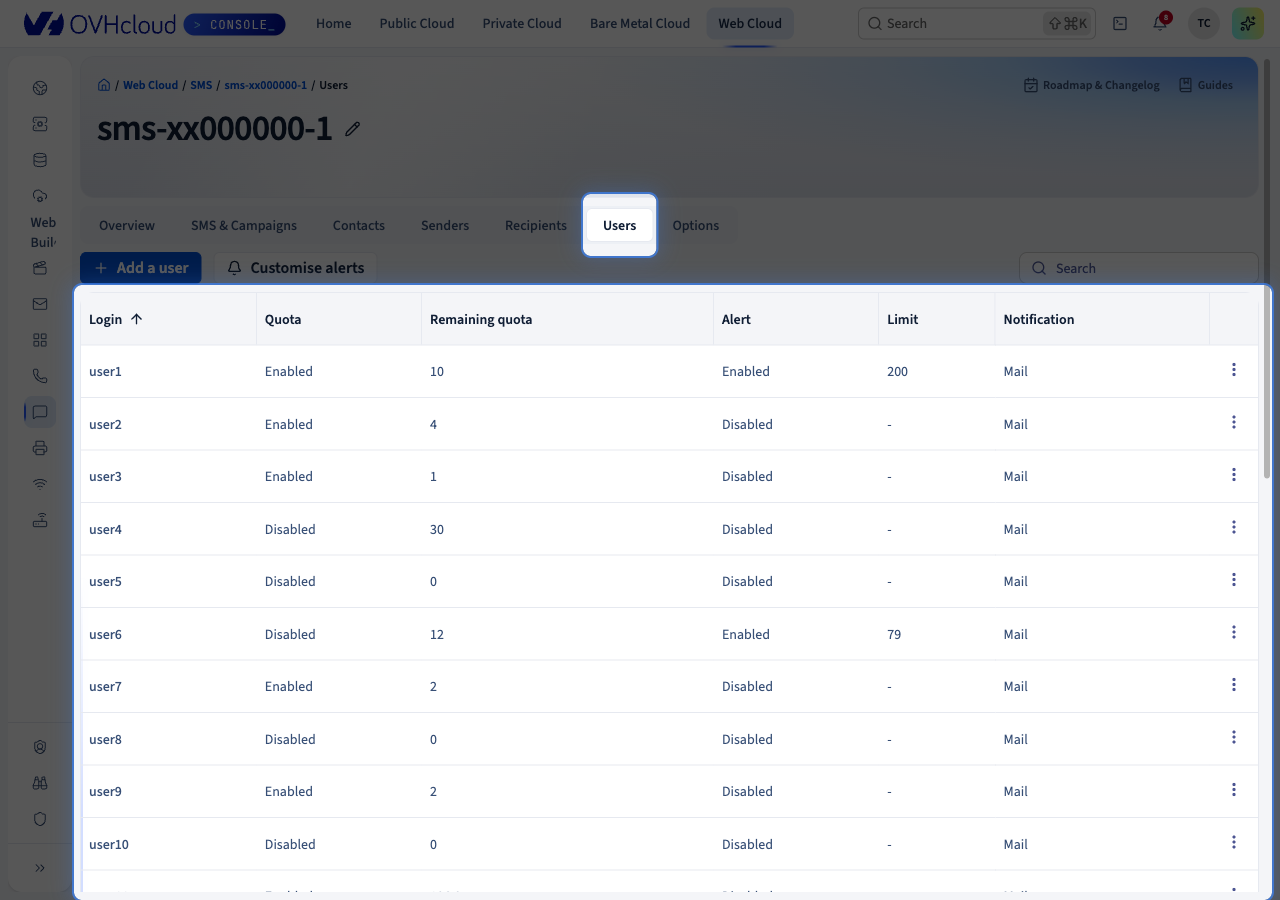 OVHcloud > CONSOLE_ Home Public Cloud Private Cloud Bare Metal Cloud Web Cloud Search ⇧⌘K 8 TC
/ Web Cloud / SMS / sms-xx000000-1 / Users Roadmap & Changelog Guides
sms-xx000000-1
Web
Overview SMS & Campaigns Contacts Senders Recipients Users Options
+ Add a user Customise alerts Search
Login Quota Remaining quota Alert Limit Notification
user1 Enabled 10 Enabled 200 Mail
user2 Enabled 4 Disabled - Mail
user3 Enabled 1 Disabled - Mail
user4 Disabled 30 Disabled - Mail
user5 Disabled 0 Disabled - Mail
user6 Disabled 12 Enabled 79 Mail
user7 Enabled 2 Disabled - Mail
user8 Disabled 0 Disabled - Mail
user9 Enabled 2 Disabled - Mail
user10 Disabled 0 Disabled - Mail